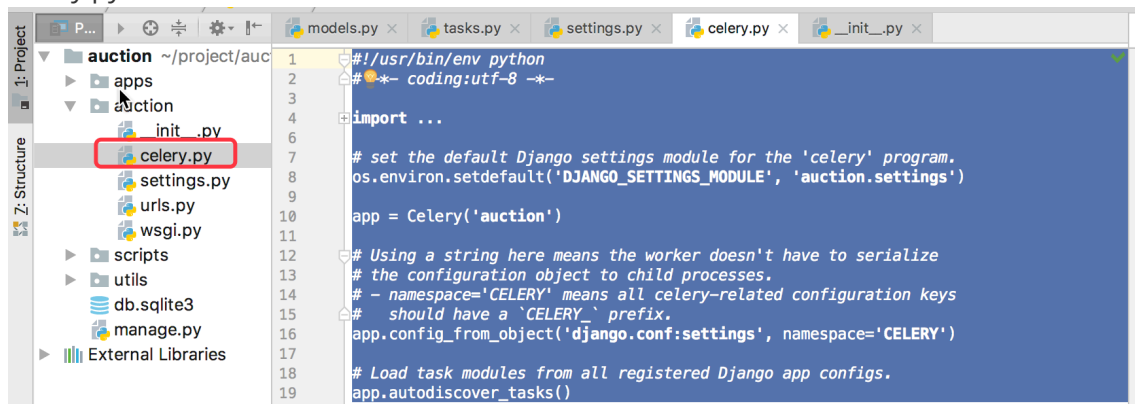 P...
models.py
tasks.py
settings.py
celery.py
__init__.py
1: Project
Z: Structure
auction ~/project/auc
apps
auction
__init__.py
celery.py
settings.py
urls.py
wsgi.py
scripts
utils
db.sqlite3
manage.py
External Libraries
1 #!/usr/bin/env python
2 #-*- coding:utf-8 -*-
3
4 import ...
6
7 # set the default Django settings module for the 'celery' program.
8 os.environ.setdefault('DJANGO_SETTINGS_MODULE', 'auction.settings')
9
10 app = Celery('auction')
11
12 # Using a string here means the worker doesn't have to serialize
13 # the configuration object to child processes.
14 # - namespace='CELERY' means all celery-related configuration keys
15 #   should have a `CELERY_` prefix.
16 app.config_from_object('django.conf:settings', namespace='CELERY')
17
18 # Load task modules from all registered Django app configs.
19 app.autodiscover_tasks()